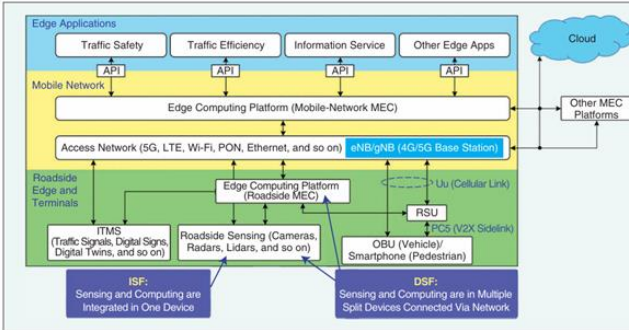 Edge Applications
Traffic Safety
Traffic Efficiency
Information Service
Other Edge Apps
Cloud
API
API
API
API
Mobile Network
Edge Computing Platform (Mobile-Network MEC)
Other MEC
Platforms
Access Network (5G, LTE, Wi-Fi, PON, Ethernet, and so on)
eNB/gNB (4G/5G Base Station)
Roadside
Edge and
Terminals
Edge Computing Platform
(Roadside MEC)
Uu (Cellular Link)
RSU
ITMS
(Traffic Signals, Digital Signs,
Digital Twins, and so on)
Roadside Sensing (Cameras,
Radars, Lidars, and so on)
PC5 (V2X Sidelink)
OBU (Vehicle)/
Smartphone (Pedestrian)
ISF:
Sensing and Computing are
Integrated in One Device
DSF:
Sensing and Computing are in Multiple
Split Devices Connected Via Network